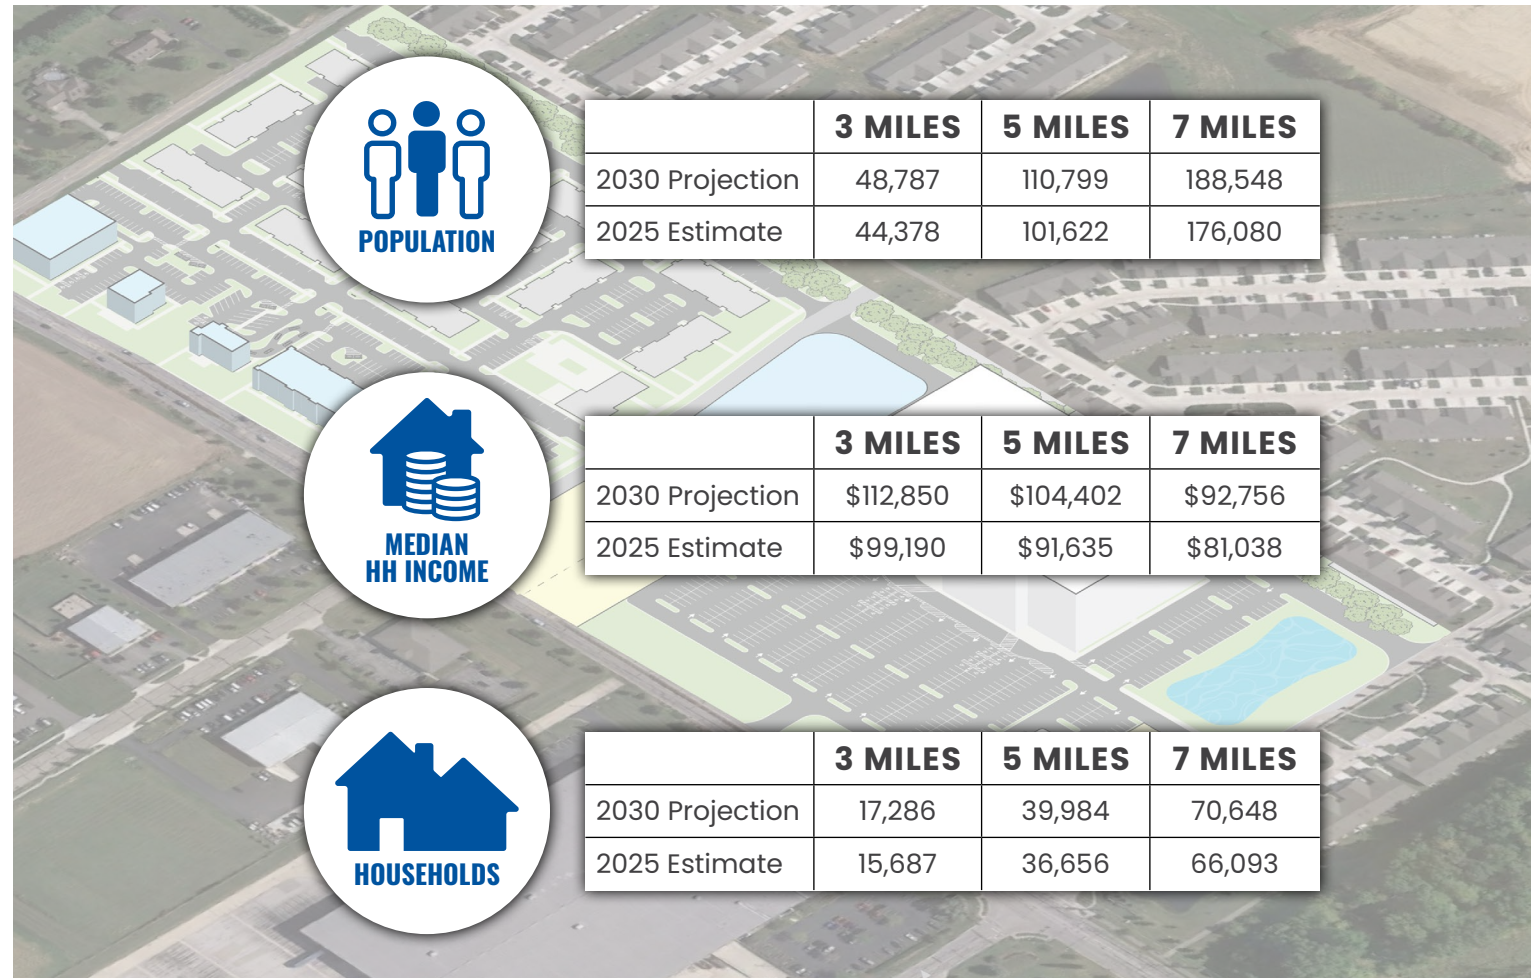 POPULATION
3 MILES 5 MILES 7 MILES
2030 Projection 48,787 110,799 188,548
2025 Estimate 44,378 101,622 176,080
MEDIAN
HH INCOME
3 MILES 5 MILES 7 MILES
2030 Projection $112,850 $104,402 $92,756
2025 Estimate $99,190 $91,635 $81,038
HOUSEHOLDS
3 MILES 5 MILES 7 MILES
2030 Projection 17,286 39,984 70,648
2025 Estimate 15,687 36,656 66,093